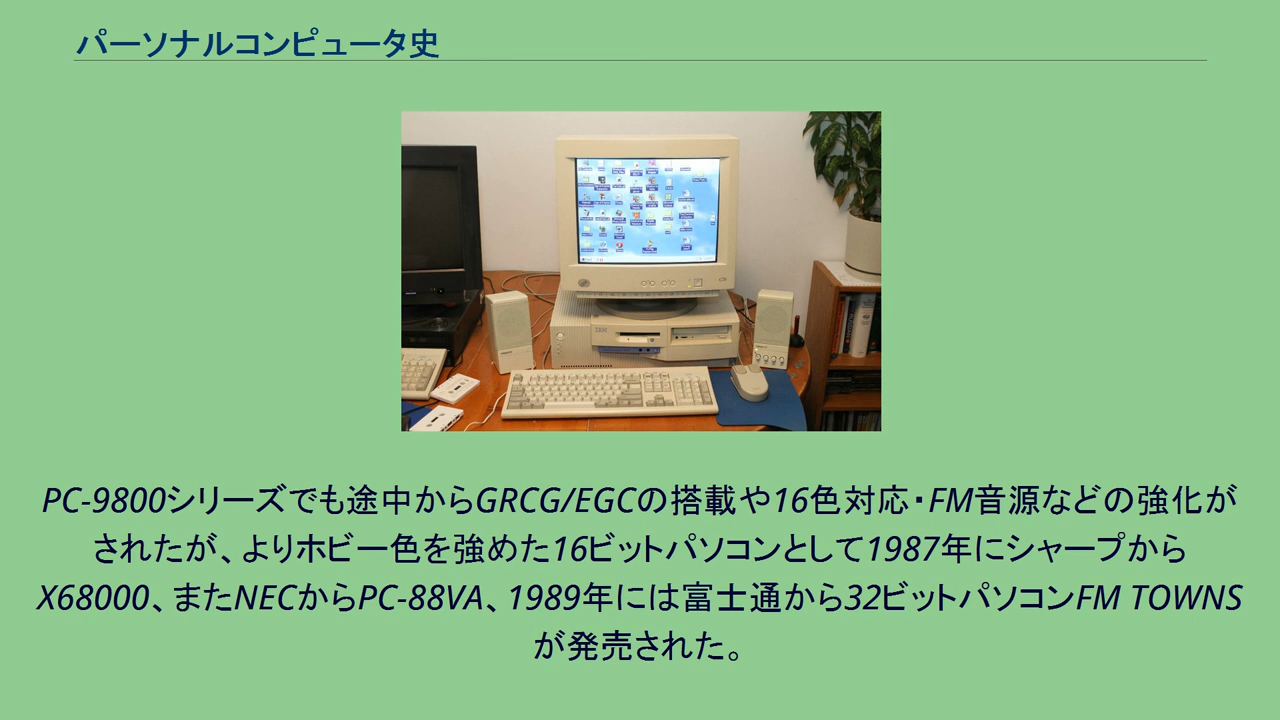 パーソナルコンピュータ史
IBM
PC-9800シリーズでも途中からGRCG/EGCの搭載や16色対応・FM音源などの強化が
されたが、よりホビー色を強めた16ビットパソコンとして1987年にシャープから
X68000、またNECからPC-88VA、1989年には富士通から32ビットパソコンFM TOWNS
が発売された。